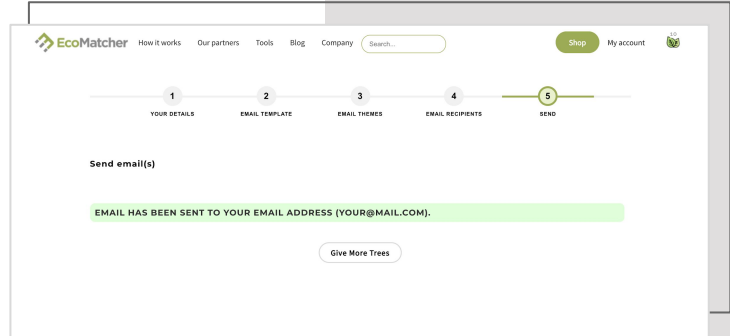 EcoMatcher How it works Our partners Tools Blog Company Search... Shop My account 10
1 2 3 4 5
YOUR DETAILS EMAIL TEMPLATE EMAIL THEMES EMAIL RECIPIENTS SEND
Send email(s)
EMAIL HAS BEEN SENT TO YOUR EMAIL ADDRESS (YOUR@MAIL.COM).
Give More Trees